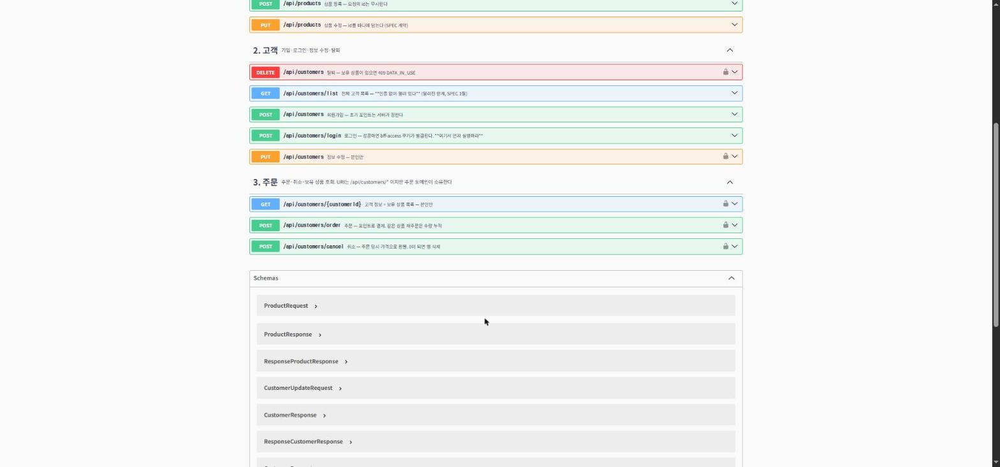 POST /api/products 상품 등록 — 요청의 id는 무시된다
PUT /api/products 상품 수정 — id를 바디에 담는다 (SPEC 계약)
2. 고객 가입·로그인·정보 수정·탈퇴
DELETE /api/customers 탈퇴 — 보유 상품이 있으면 409 DATA_IN_USE
GET /api/customers/list 전체 고객 목록 — **인증 없이 열려 있다** (알려진 한계, SPEC 1절)
POST /api/customers 회원가입 — 초기 포인트는 서버가 정한다
POST /api/customers/login 로그인 — 성공하면 bff-access 쿠키가 발급된다. **여기서 먼저 실행해라**
PUT /api/customers 정보 수정 — 본인만
3. 주문 주문·취소·보유 상품 조회. URI는 /api/customers/* 이지만 주문 도메인이 소유한다
GET /api/customers/{customerId} 고객 정보 + 보유 상품 목록 — 본인만
POST /api/customers/order 주문 — 포인트로 결제. 같은 상품 재주문은 수량 누적
POST /api/customers/cancel 취소 — 주문 당시 가격으로 환불. 0이 되면 행 삭제
Schemas
ProductRequest
ProductResponse
ResponseProductResponse
CustomerUpdateRequest
CustomerResponse
ResponseCustomerResponse